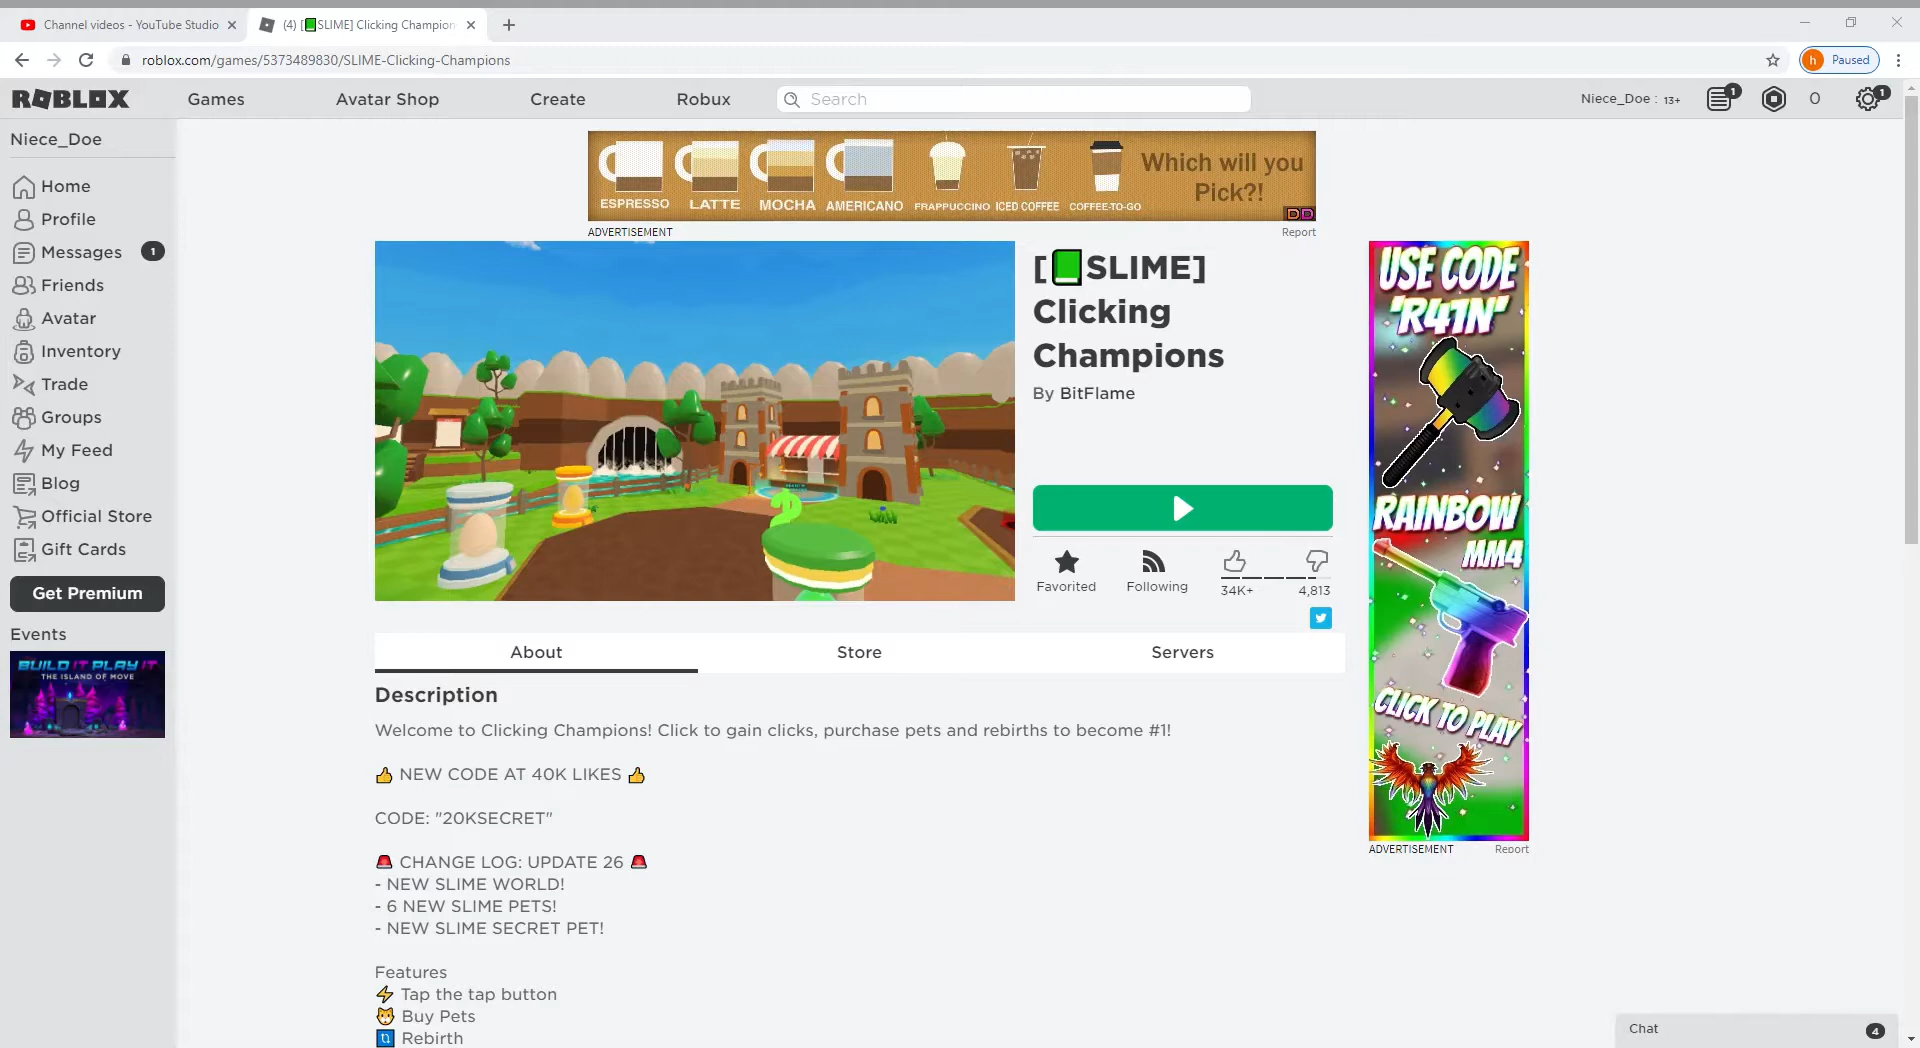 Channel videos - YouTube Studio
(4) [📗SLIME] Clicking Champion
roblox.com/games/5373489830/SLIME-Clicking-Champions
h Paused
ROBLOX
Games
Avatar Shop
Create
Robux
Search
Niece_Doe : 13+
1
0
1
Niece_Doe
Home
Profile
Messages 1
Friends
Avatar
Inventory
Trade
Groups
My Feed
Blog
Official Store
Gift Cards
Get Premium
Events
BUILD IT PLAY IT
THE ISLAND OF MOVE
ESPRESSO LATTE MOCHA AMERICANO FRAPPUCCINO ICED COFFEE COFFEE-TO-GO
Which will you
Pick?!
DD
ADVERTISEMENT Report
[📗SLIME]
Clicking
Champions
By BitFlame
Favorited
Following
34K+
4,813
USE CODE
'R41N'
RAINBOW
MM4
CLICK TO PLAY
ADVERTISEMENT Report
About
Store
Servers
Description
Welcome to Clicking Champions! Click to gain clicks, purchase pets and rebirths to become #1!
👍 NEW CODE AT 40K LIKES 👍
CODE: "20KSECRET"
🚨 CHANGE LOG: UPDATE 26 🚨
- NEW SLIME WORLD!
- 6 NEW SLIME PETS!
- NEW SLIME SECRET PET!
Features
⚡ Tap the tap button
🐱 Buy Pets
🔃 Rebirth
Chat 4